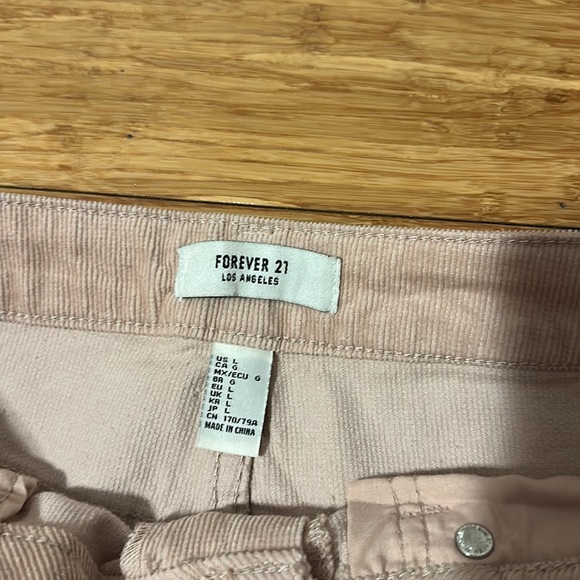 FOREVER 21
LOS ANGELES
US L
CA G
MX/ECU G
BR G
EU L
UK L
KR L
JP L
CN 170/79A
MADE IN CHINA